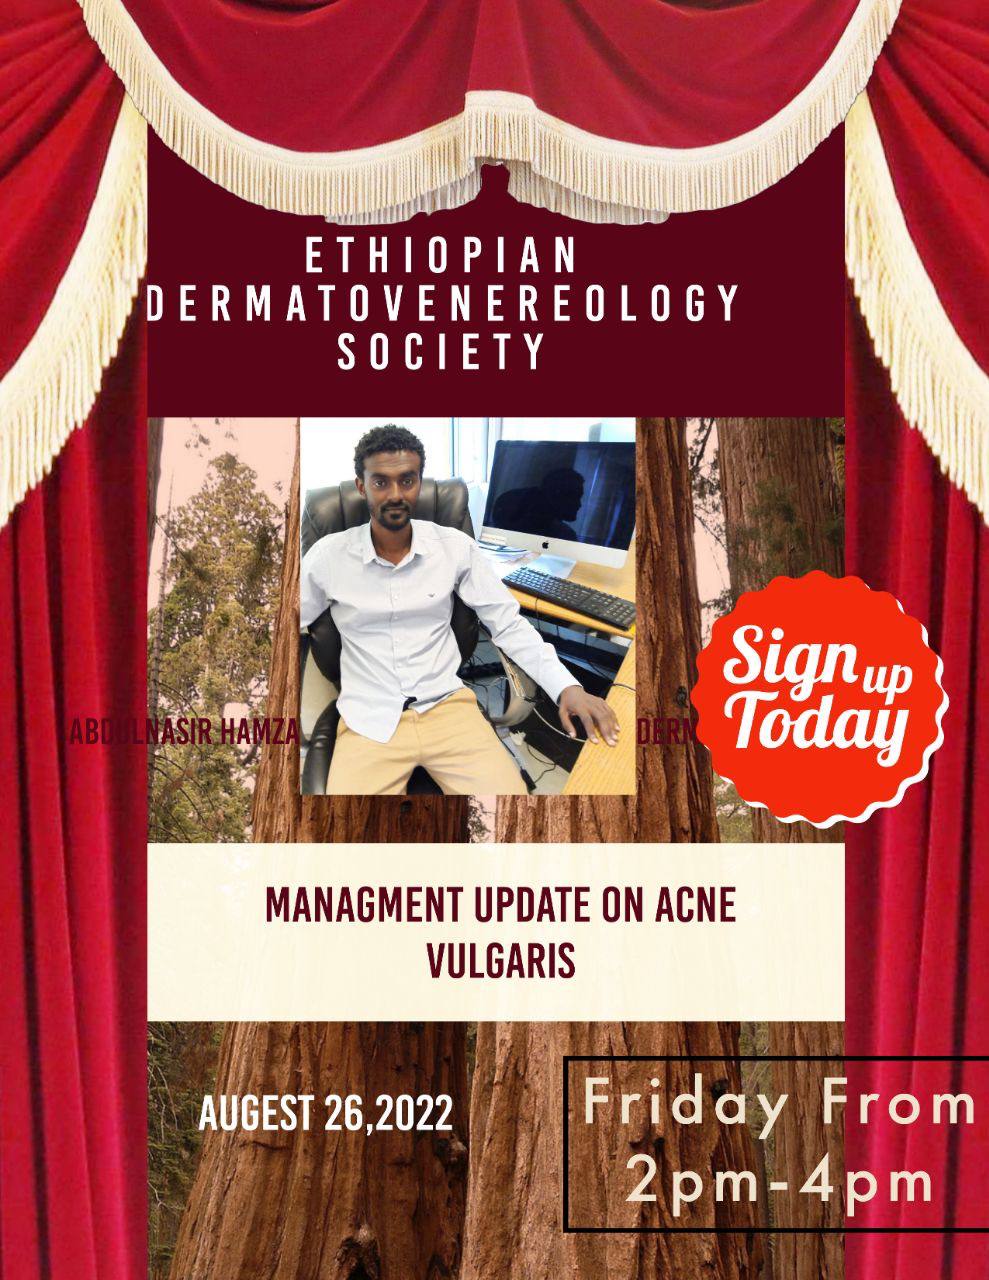 ETHIOPIAN
DERMATOVENEREOLOGY
SOCIETY
ABDULNASIR HAMZA
Sign up
Today
MANAGMENT UPDATE ON ACNE
VULGARIS
AUGEST 26,2022
Friday From
2pm-4pm